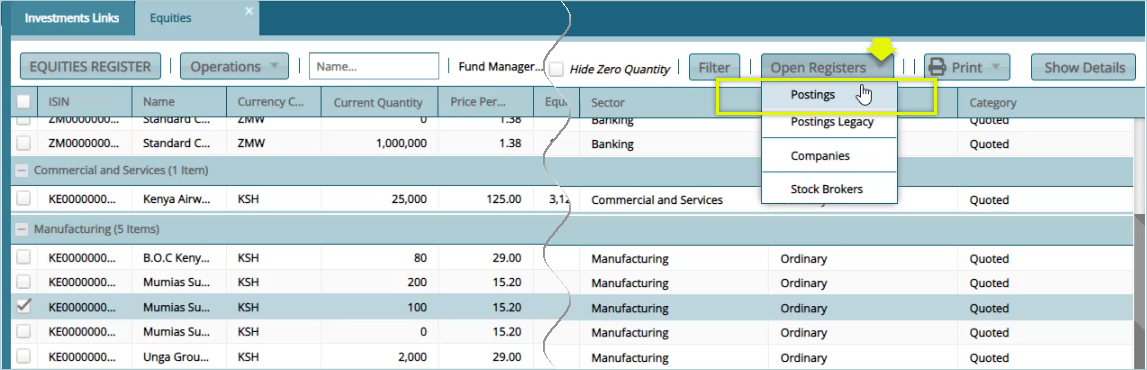 Investments Links Equities
EQUITIES REGISTER Operations Name... Fund Manager... Hide Zero Quantity Filter Open Registers Print Show Details
ISIN Name Currency C... Current Quantity Price Per... Equ Sector Category
ZM0000000... Standard C... ZMW 0 1.38 Banking Quoted
ZM0000000... Standard C... ZMW 1,000,000 1.38 Banking Quoted
Postings
Postings Legacy
Companies
Stock Brokers
Commercial and Services (1 Item)
KE0000000... Kenya Airw... KSH 25,000 125.00 3,12 Commercial and Services Ordinary Quoted
Manufacturing (5 Items)
KE0000000... B.O.C Keny... KSH 80 29.00 Manufacturing Ordinary Quoted
KE0000000... Mumias Su... KSH 200 15.20 Manufacturing Ordinary Quoted
KE0000000... Mumias Su... KSH 100 15.20 Manufacturing Ordinary Quoted
KE0000000... Mumias Su... KSH 0 15.20 Manufacturing Ordinary Quoted
KE0000000... Unga Grou... KSH 2,000 29.00 Manufacturing Ordinary Quoted